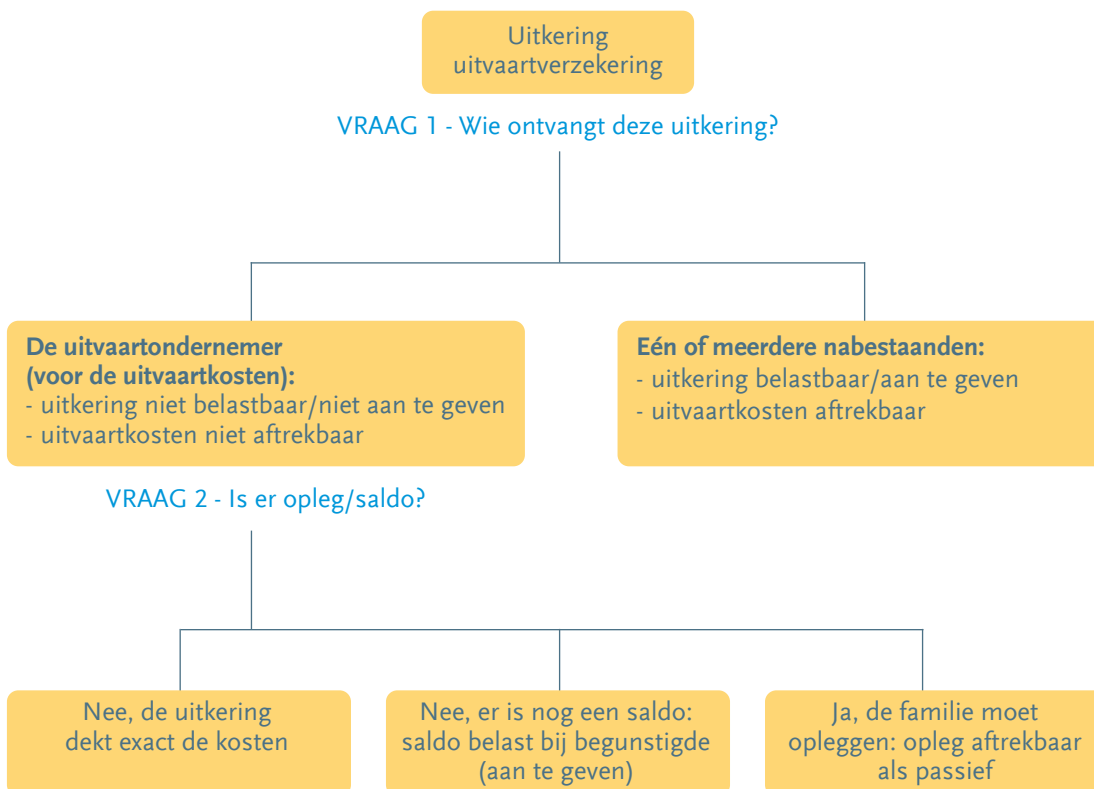 Uitkering
uitvaartverzekering
VRAAG 1 - Wie ontvangt deze uitkering?
De uitvaartondernemer
(voor de uitvaartkosten):
- uitkering niet belastbaar/niet aan te geven
- uitvaartkosten niet aftrekbaar
Eén of meerdere nabestaanden:
- uitkering belastbaar/aan te geven
- uitvaartkosten aftrekbaar
VRAAG 2 - Is er opleg/saldo?
Nee, de uitkering
dekt exact de kosten
Nee, er is nog een saldo:
saldo belast bij begunstigde
(aan te geven)
Ja, de familie moet
opleggen: opleg aftrekbaar
als passief